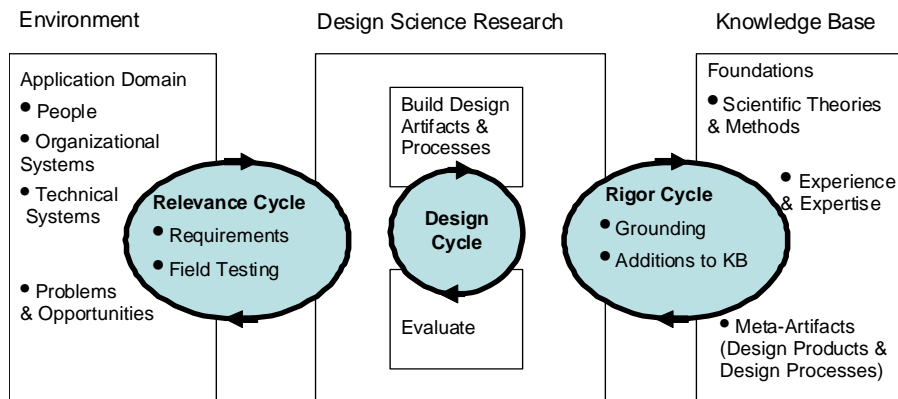 Environment
Design Science Research
Knowledge Base
Application Domain
• People
• Organizational
Systems
• Technical
Systems
• Problems
& Opportunities
Relevance Cycle
• Requirements
• Field Testing
Build Design
Artifacts &
Processes
Design
Cycle
Evaluate
Rigor Cycle
• Grounding
• Additions to KB
Foundations
• Scientific Theories
& Methods
• Experience
& Expertise
• Meta-Artifacts
(Design Products &
Design Processes)